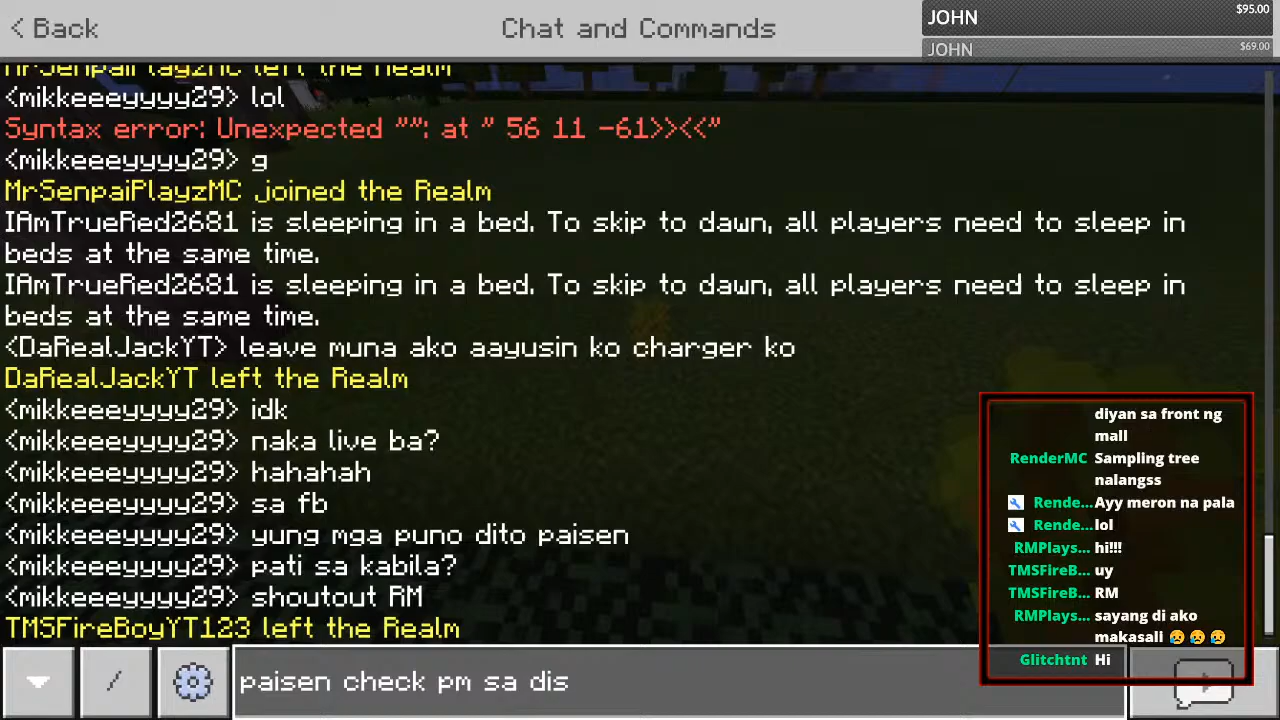 Back
Chat and Commands
JOHN
$95.00
JOHN
$69.00
MrSenpaiPlayzMC left the Realm
<mikkeeeyyyy29> lol
Syntax error: Unexpected "": at " 56 11 -61>><<"
<mikkeeeyyyy29> g
MrSenpaiPlayzMC joined the Realm
IAmTrueRed2681 is sleeping in a bed. To skip to dawn, all players need to sleep in
beds at the same time.
IAmTrueRed2681 is sleeping in a bed. To skip to dawn, all players need to sleep in
beds at the same time.
<DaRealJackYT> leave muna ako aayusin ko charger ko
DaRealJackYT left the Realm
<mikkeeeyyyy29> idk
<mikkeeeyyyy29> naka live ba?
<mikkeeeyyyy29> hahahah
<mikkeeeyyyy29> sa fb
<mikkeeeyyyy29> yung mga puno dito paisen
<mikkeeeyyyy29> pati sa kabila?
<mikkeeeyyyy29> shoutout RM
TMSFireBoyYT123 left the Realm
/
paisen check pm sa dis
diyan sa front ng
mall
RenderMC Sampling tree
nalangss
Rende... Ayy meron na pala
Rende... lol
RMPlays... hi!!!
TMSFireB... uy
TMSFireB... RM
RMPlays... sayang di ako
makasali 😥😥😥
Glitchtnt Hi